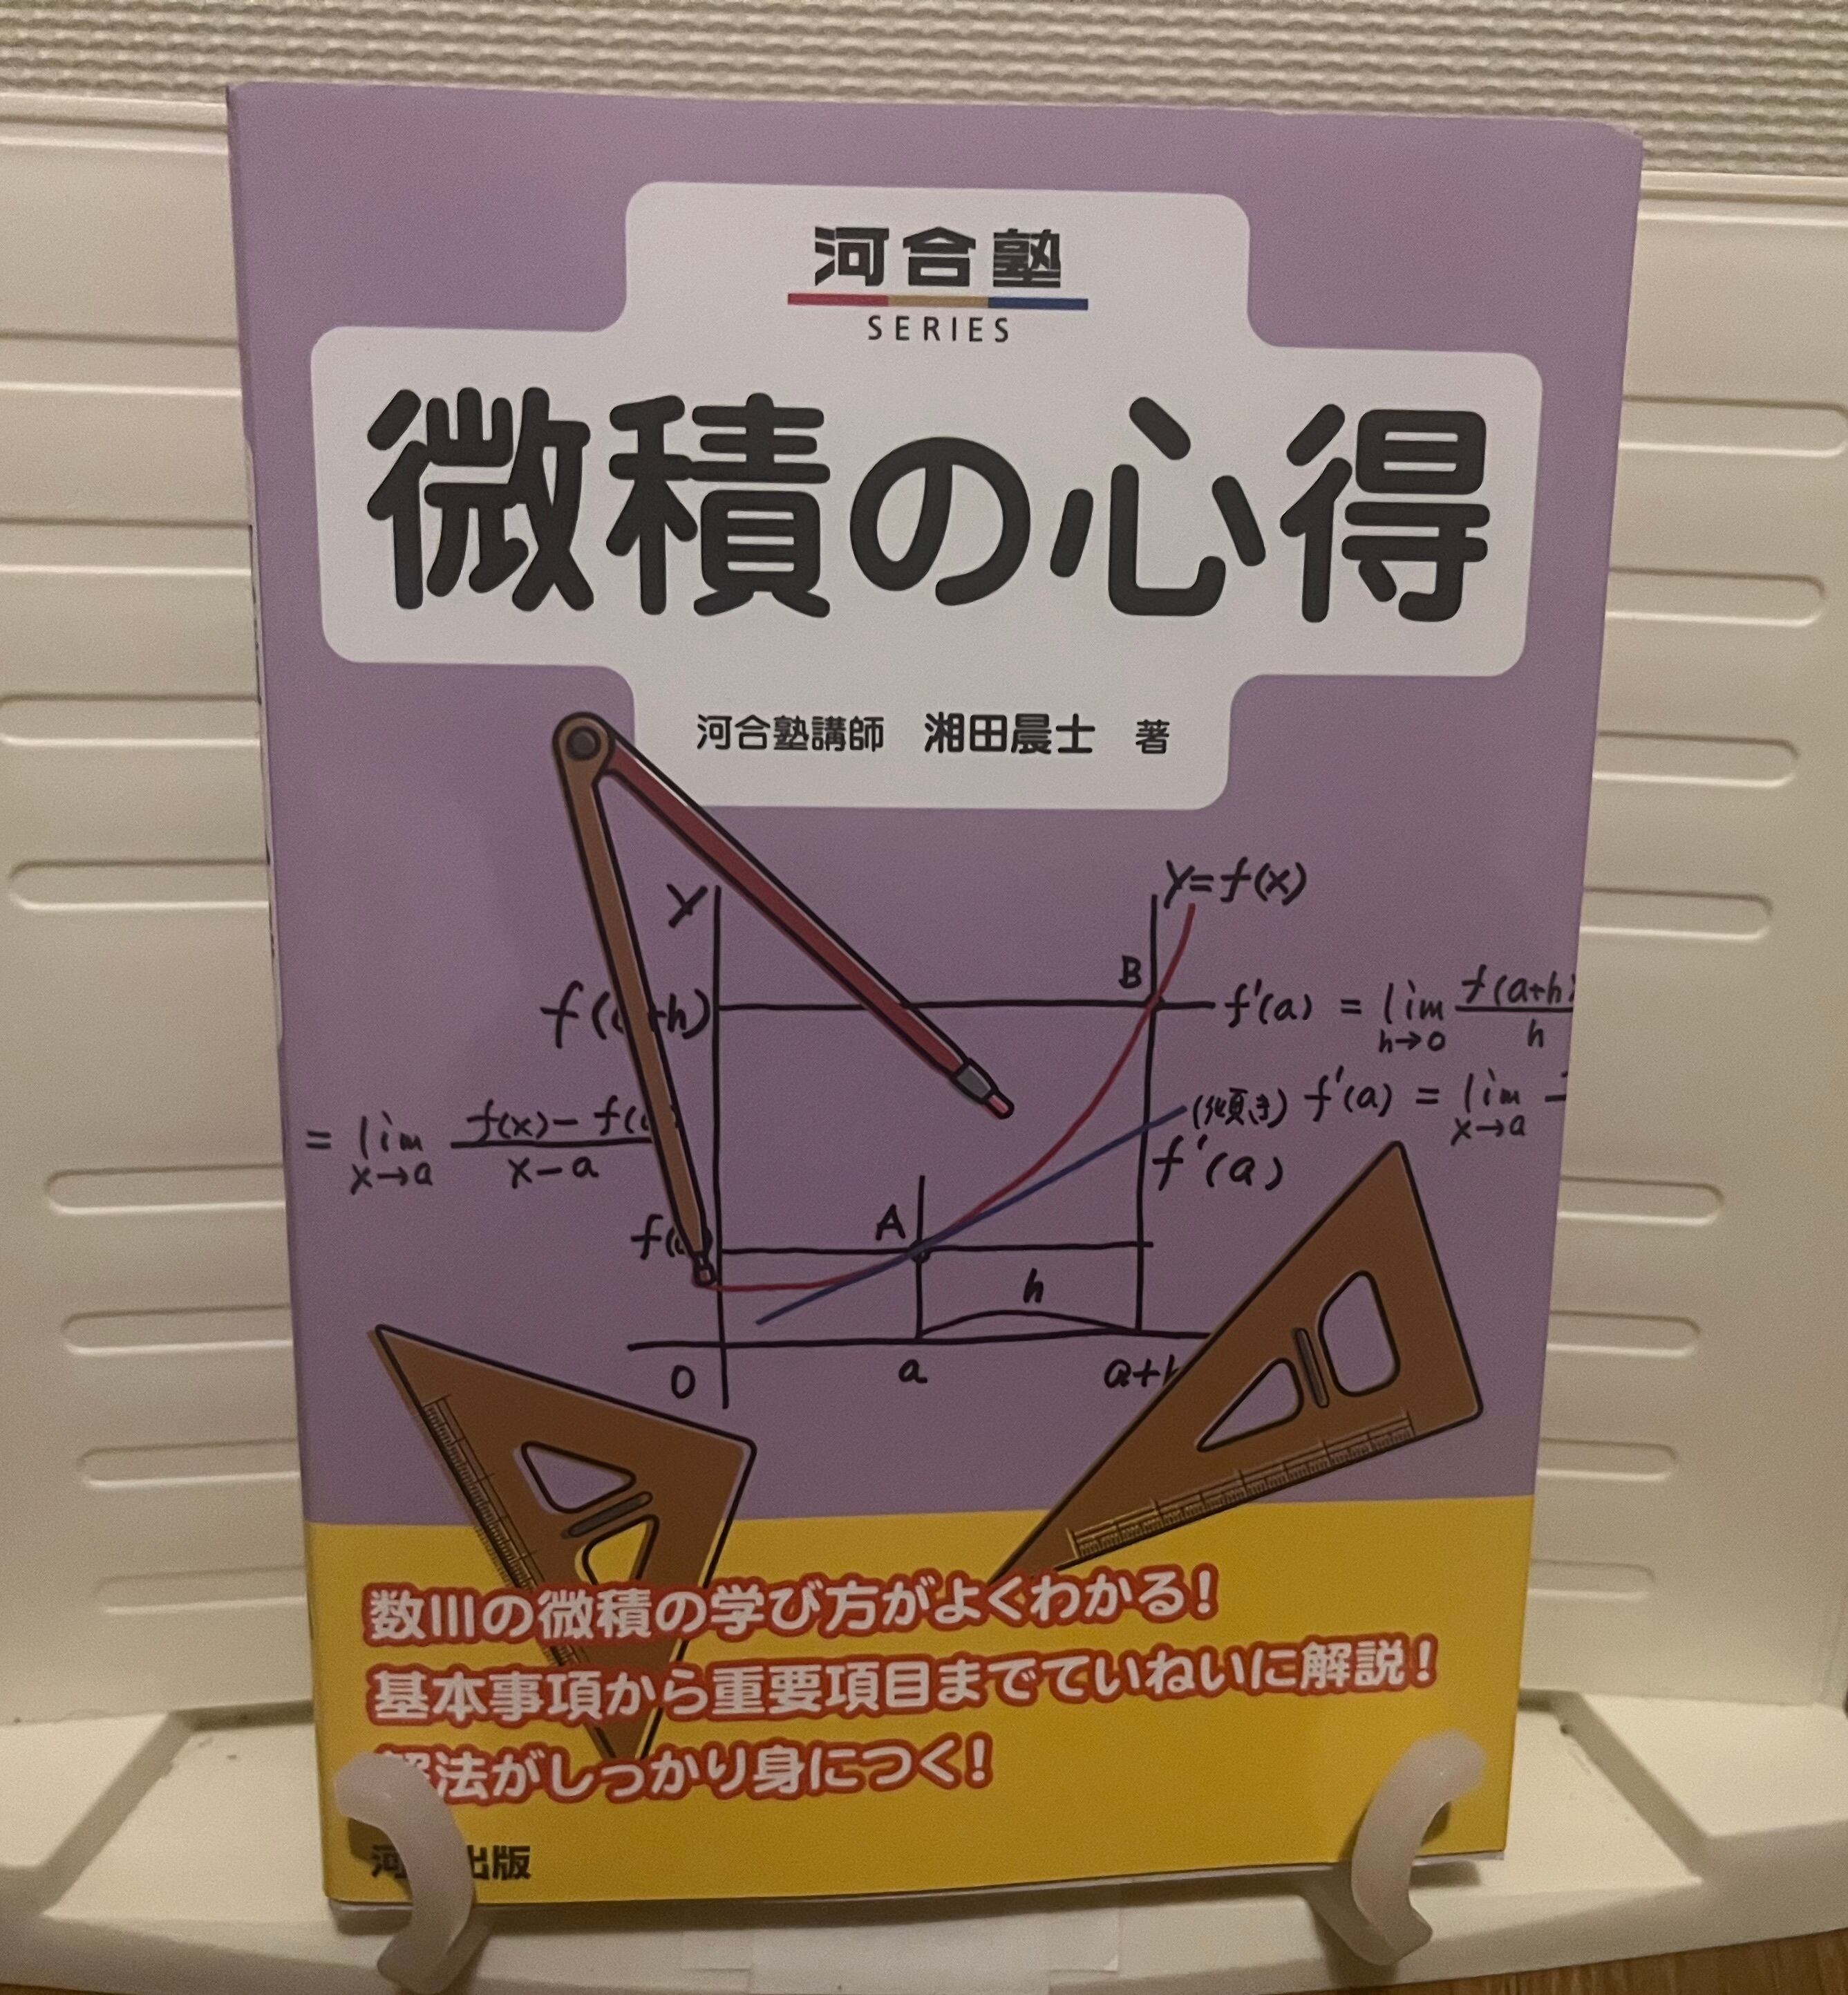 河合塾
SERIES
微積の心得
河合塾講師 湘田晨士 著
y=f(x)
y
B
f( +h)
f'(a) = lim h→0 f(a+h) h
(傾き) f'(a) = lim x→a
= lim x→a f(x)-f( x-a
f'(a)
A
f(
h
O a a+h
数IIIの微積の学び方がよくわかる!
基本事項から重要項目までていねいに解説!
法がしっかり身につく!
河 出版